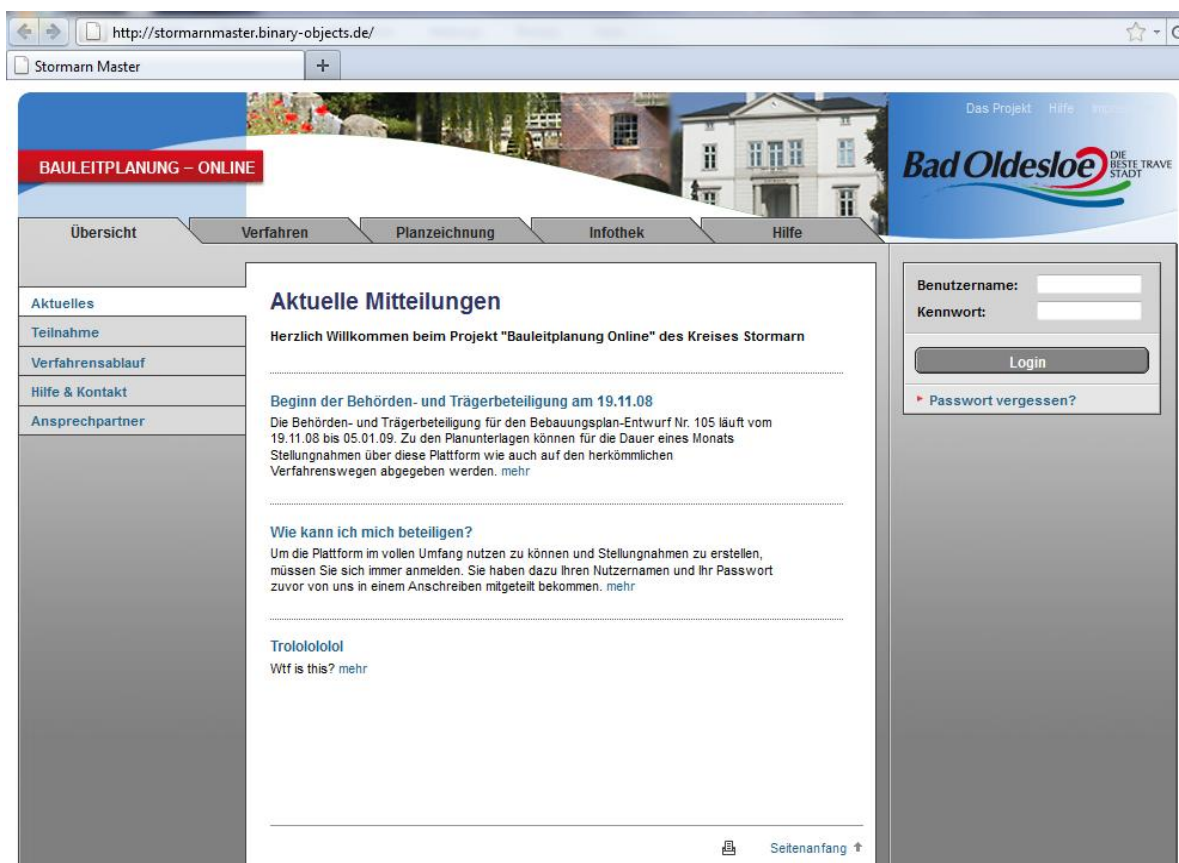 http://stormarnmaster.binary-objects.de/
Stormarn Master
+
Das Projekt Hilfe
BAULEITPLANUNG – ONLINE
Bad Oldesloe
DIE
BESTE TRAVE
STADT
Übersicht
Verfahren
Planzeichnung
Infothek
Hilfe
Aktuelles
Teilnahme
Verfahrensablauf
Hilfe & Kontakt
Ansprechpartner
Aktuelle Mitteilungen
Herzlich Willkommen beim Projekt "Bauleitplanung Online" des Kreises Stormarn
Beginn der Behörden- und Trägerbeteiligung am 19.11.08
Die Behörden- und Trägerbeteiligung für den Bebauungsplan-Entwurf Nr. 105 läuft vom
19.11.08 bis 05.01.09. Zu den Planunterlagen können für die Dauer eines Monats
Stellungnahmen über diese Plattform wie auch auf den herkömmlichen
Verfahrenswegen abgegeben werden. mehr
Wie kann ich mich beteiligen?
Um die Plattform im vollen Umfang nutzen zu können und Stellungnahmen zu erstellen,
müssen Sie sich immer anmelden. Sie haben dazu Ihren Nutzernamen und Ihr Passwort
zuvor von uns in einem Anschreiben mitgeteilt bekommen. mehr
Trolololololol
Wtf is this? mehr
Seitenanfang
Benutzername:
Kennwort:
Login
Passwort vergessen?